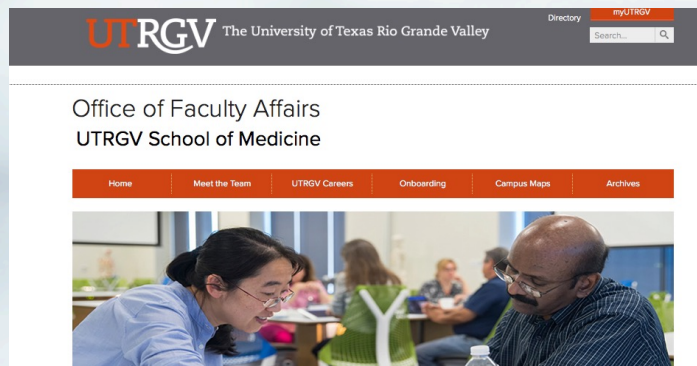 myUTRGV
Directory
UTRGV The University of Texas Rio Grande Valley
Search...
Office of Faculty Affairs
UTRGV School of Medicine
Home Meet the Team UTRGV Careers Onboarding Campus Maps Archives